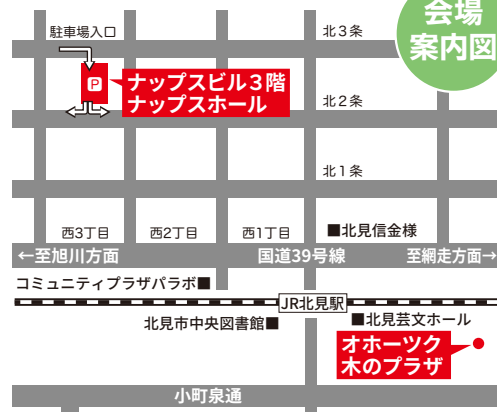 会場
案内図
駐車場入口
北3条
P
ナップスビル3階
ナップスホール
北2条
北1条
西3丁目
西2丁目
西1丁目
■北見信金様
←至旭川方面
国道39号線
至網走方面→
コミュニティプラザパラボ■
JR北見駅
北見市中央図書館■
■北見芸文ホール
オホーツク
木のプラザ
小町泉通